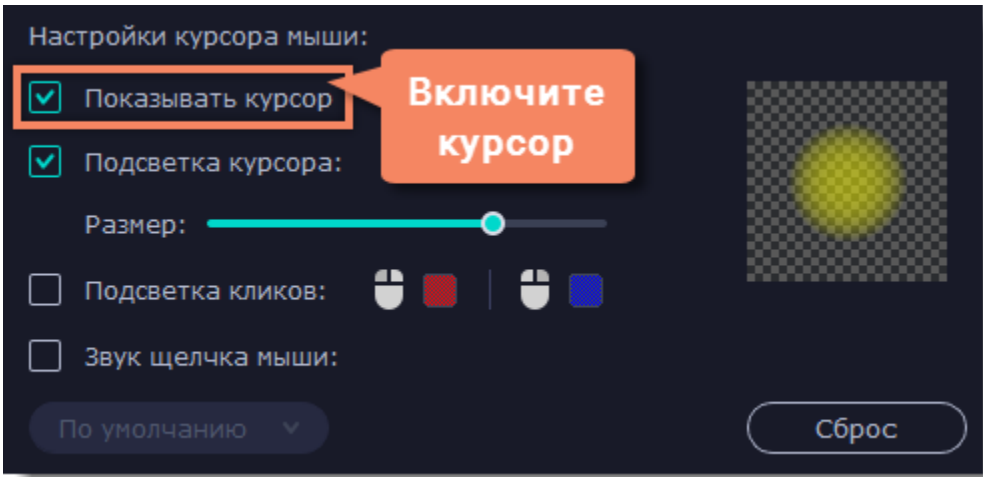 Настройки курсора мыши:
Показывать курсор
Включите
курсор
Подсветка курсора:
Размер:
Подсветка кликов:
Звук щелчка мыши:
По умолчанию
Сброс